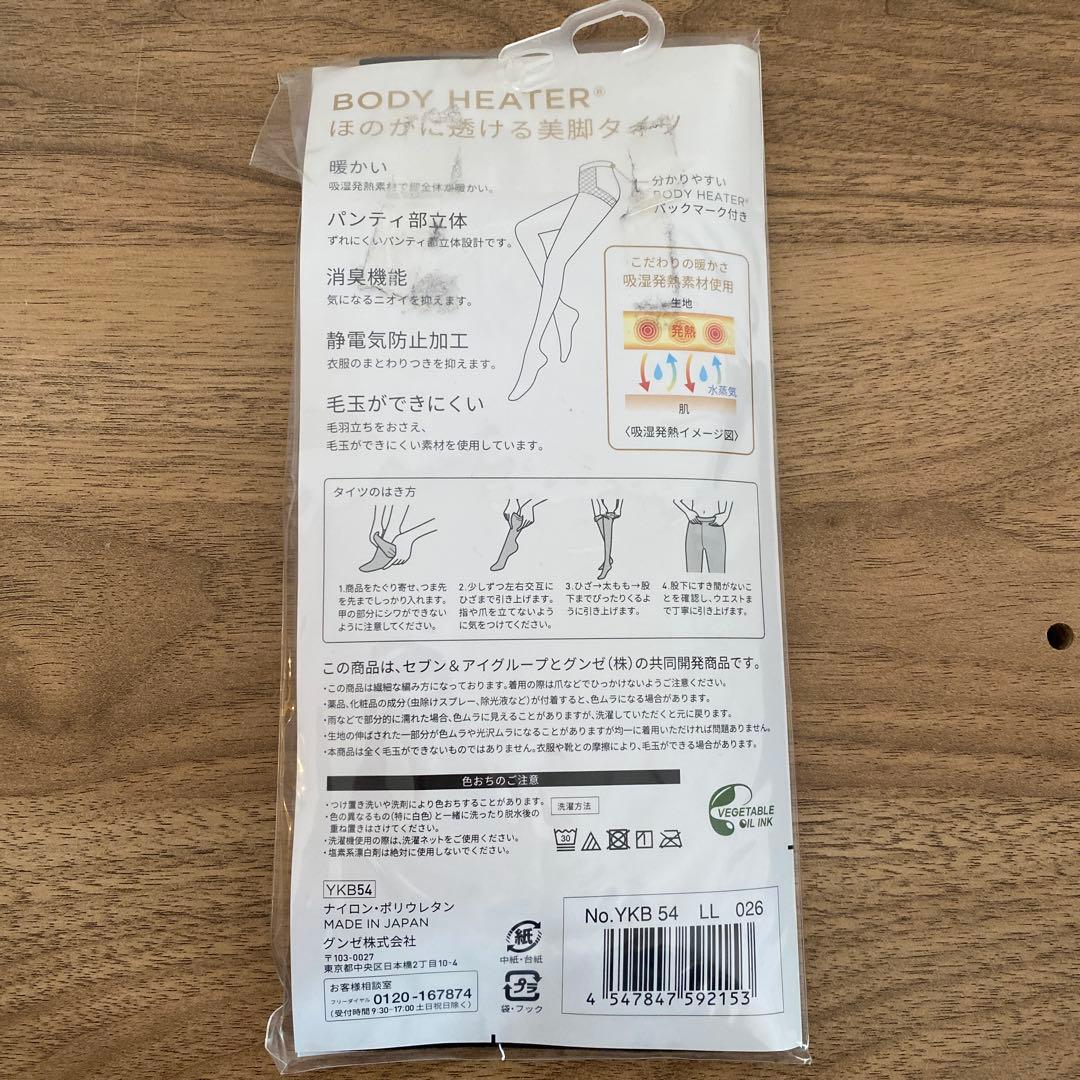 BODY HEATER®
ほのかに透ける美脚タイツ
暖かい
吸湿発熱素材で脚全体が暖かい。
パンティ部立体
ずれにくいパンティ部立体設計です。
消臭機能
気になるニオイを抑えます。
静電気防止加工
衣服のまとわりつきを抑えます。
毛玉ができにくい
毛羽立ちをおさえ、
毛玉ができにくい素材を使用しています。
分かりやすい
BODY HEATER®
バックマーク付き
こだわりの暖かさ
吸湿発熱素材使用
生地
発熱
水蒸気
肌
〈吸湿発熱イメージ図〉
タイツのはき方
1.商品をたぐり寄せ、つま先
を先までしっかり入れます。
甲の部分にシワができない
ように注意してください。
2.少しずつ左右交互に
ひざまで引き上げます。
指や爪を立てないよう
に気をつけてください。
3.ひざ→太もも→股
下までぴったりくるよ
うに引き上げます。
4.股下にすき間がないこ
とを確認し、ウエストま
で丁寧に引き上げます。
この商品は、セブン&アイグループとグンゼ(株)の共同開発商品です。
・この商品は繊細な編み方になっております。着用の際は爪などでひっかけないようご注意ください。
・薬品、化粧品の成分(虫除けスプレー、除光液など)が付着すると、色ムラになる場合があります。
・雨などで部分的に濡れた場合、色ムラに見えることがありますが、洗濯していただくと元に戻ります。
・生地の伸ばされた一部分が色ムラや光沢ムラになることがありますが均一に着用いただければ問題ありません。
・本商品は全く毛玉ができないものではありません。衣服や靴との摩擦により、毛玉ができる場合があります。
色おちのご注意
・つけ置き洗いや洗剤により色おちすることがあります。
・色の異なるもの(特に白色)と一緒に洗ったり脱水後の
重ね置きはさけてください。
・洗濯機使用の際は、洗濯ネットをご使用ください。
・塩素系漂白剤は絶対に使用しないでください。
洗濯方法
30
VEGETABLE
OIL INK
YKB54
ナイロン・ポリウレタン
MADE IN JAPAN
グンゼ株式会社
〒103-0027
東京都中央区日本橋2丁目10-4
お客様相談室
フリーダイヤル 0120-167874
(受付時間9:30-17:00 土日祝日除く)
紙
中紙・台紙
プラ
袋・フック
No.YKB 54 LL 026
4 547847 592153